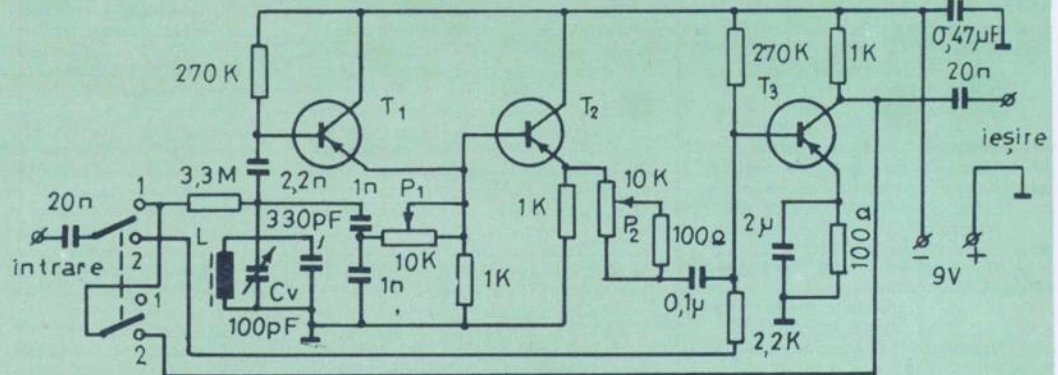 270 K
T1
T2
270 K
T3
1K
0,47µF
20n
ieșire
3,3 M
2,2n
1n
P1
20n
1
2
intrare
L
330pF
Cv
100pF
1n
10K
1K
1K
10 K
P2
100Ω
0,1µ
2µ
100Ω
- 9V +
1
2
2,2K